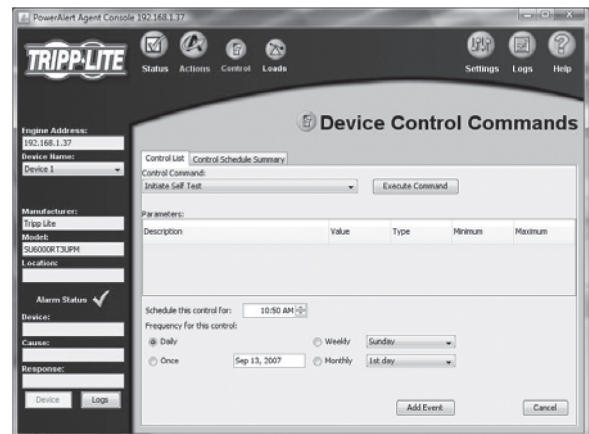 PowerAlert Agent Console 192.168.1.37
TRIPP·LITE
Status Actions Control Loads Settings Logs Help
Device Control Commands
Engine Address:
192.168.1.37
Device Name:
Device 1
Manufacturer:
Tripp Lite
Model:
SU6000RT3UPM
Location:
Alarm Status
Device:
Cause:
Response:
Device Logs
Control List Control Schedule Summary
Control Command:
Initiate Self Test Execute Command
Parameters:
Description Value Type Minimum Maximum
Schedule this control for: 10:50 AM
Frequency for this control:
Daily Weekly Sunday
Once Sep 13, 2007 Monthly 1st day
Add Event Cancel